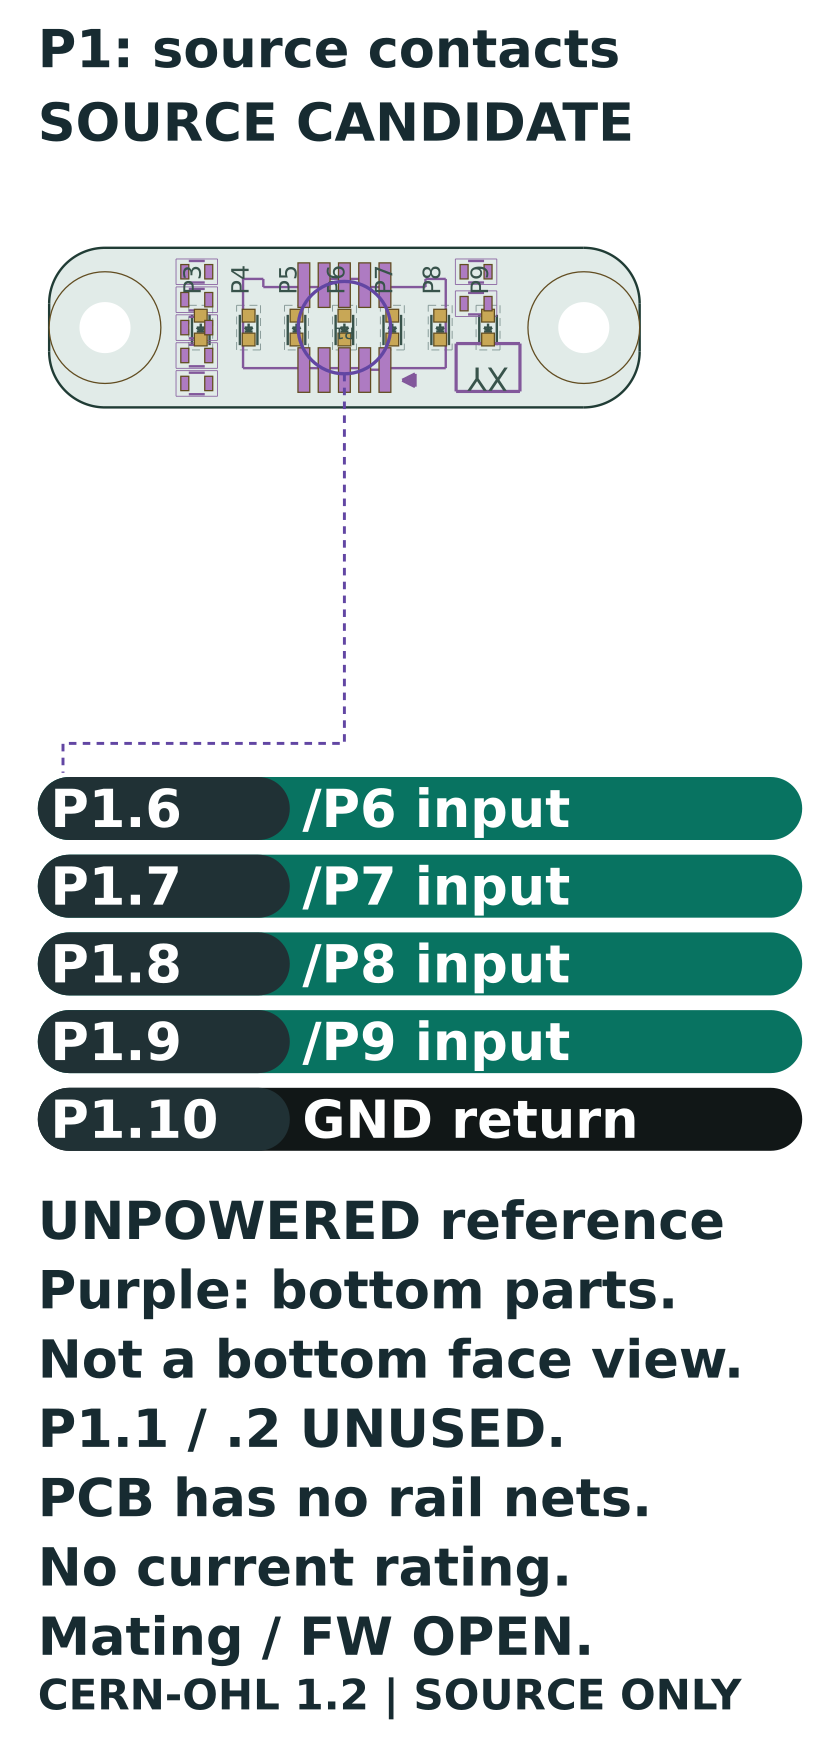 P1: source contacts
SOURCE CANDIDATE
P3 P4 P5 P6 P7 P8 P9
XY
P1.6 /P6 input
P1.7 /P7 input
P1.8 /P8 input
P1.9 /P9 input
P1.10 GND return
UNPOWERED reference
Purple: bottom parts.
Not a bottom face view.
P1.1 / .2 UNUSED.
PCB has no rail nets.
No current rating.
Mating / FW OPEN.
CERN-OHL 1.2 | SOURCE ONLY